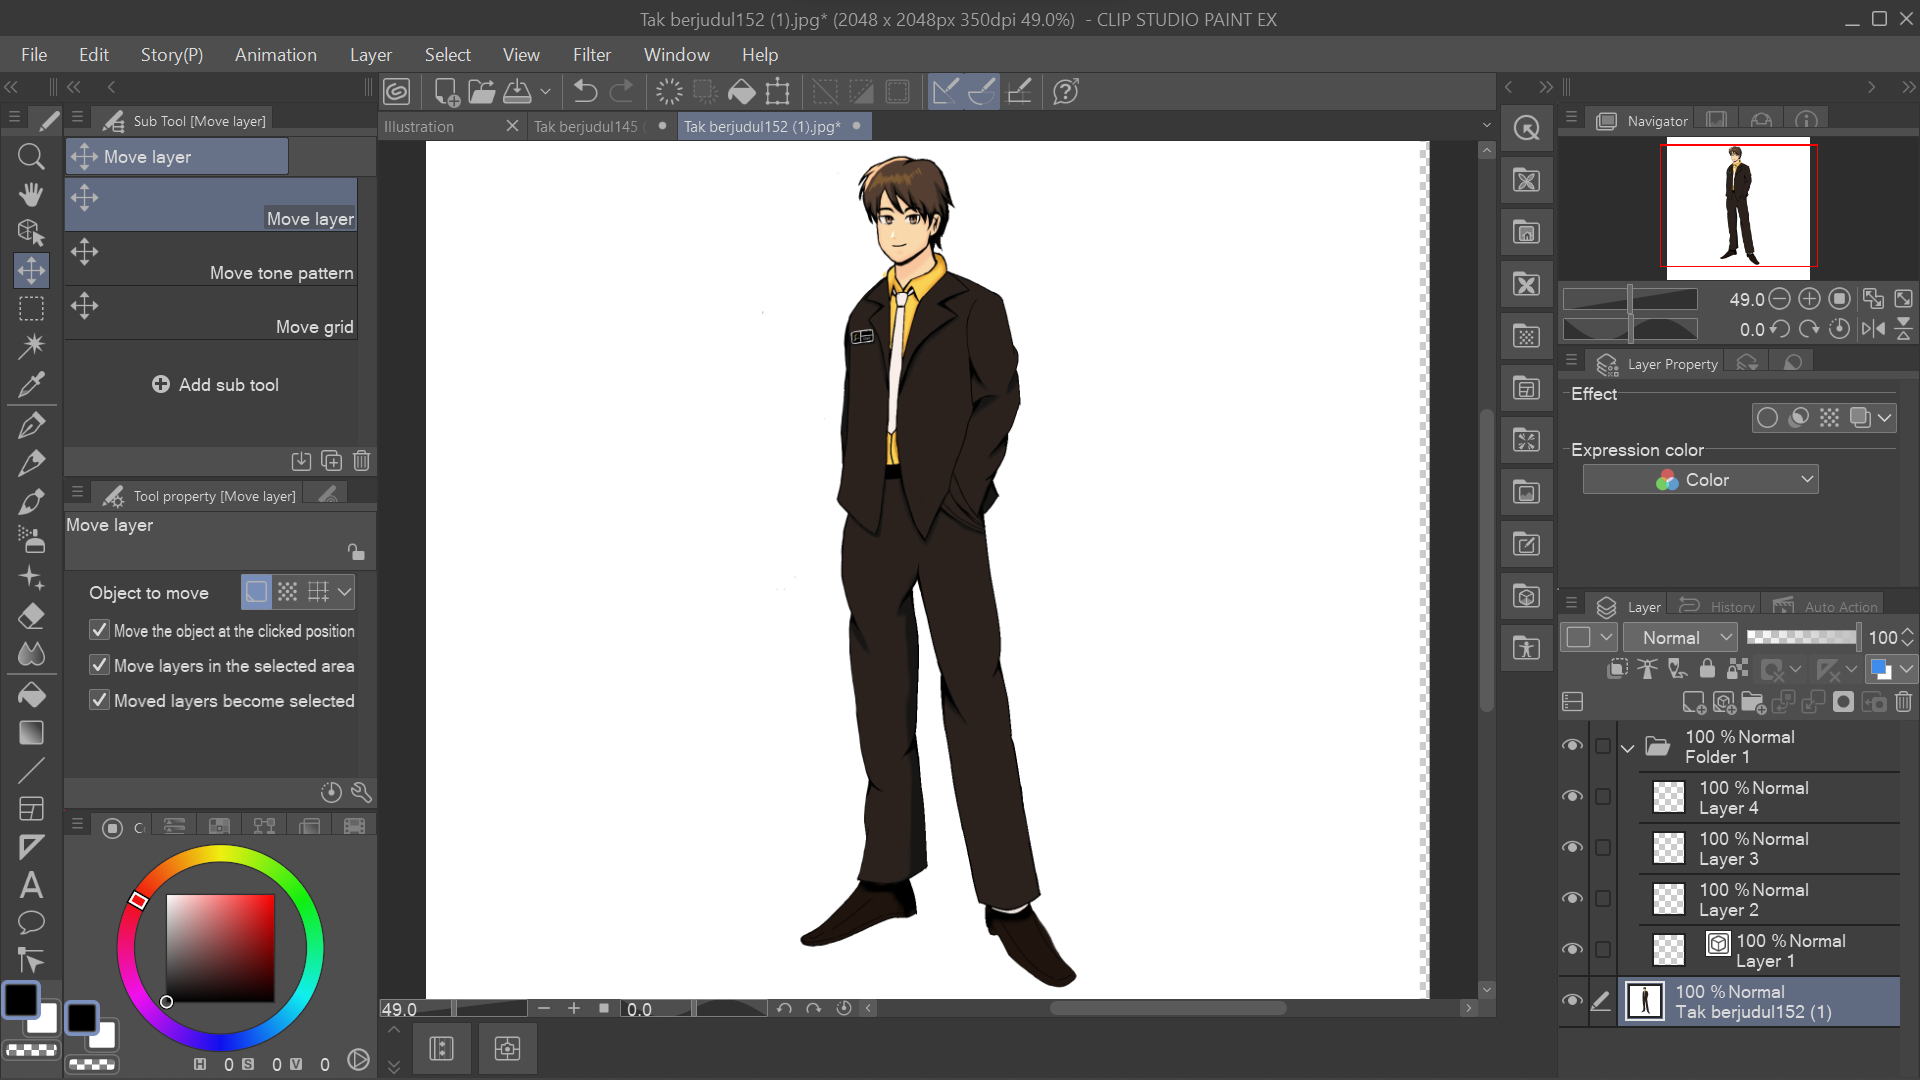 Tak berjudul152 (1).jpg* (2048 x 2048px 350dpi 49.0%) - CLIP STUDIO PAINT EX
File Edit Story(P) Animation Layer Select View Filter Window Help
Sub Tool [Move layer]
Move layer
Move layer
Move tone pattern
Move grid
Add sub tool
Tool property [Move layer]
Move layer
Object to move
Move the object at the clicked position
Move layers in the selected area
Moved layers become selected
H 0 S 0 V 0
Illustration
Tak berjudul145 (
Tak berjudul152 (1).jpg*
49.0
0.0
Navigator
49.0
0.0
Layer Property
Effect
Expression color
Color
Layer History Auto Action
Normal 100
100 % Normal
Folder 1
100 % Normal
Layer 4
100 % Normal
Layer 3
100 % Normal
Layer 2
100 % Normal
Layer 1
100 % Normal
Tak berjudul152 (1)